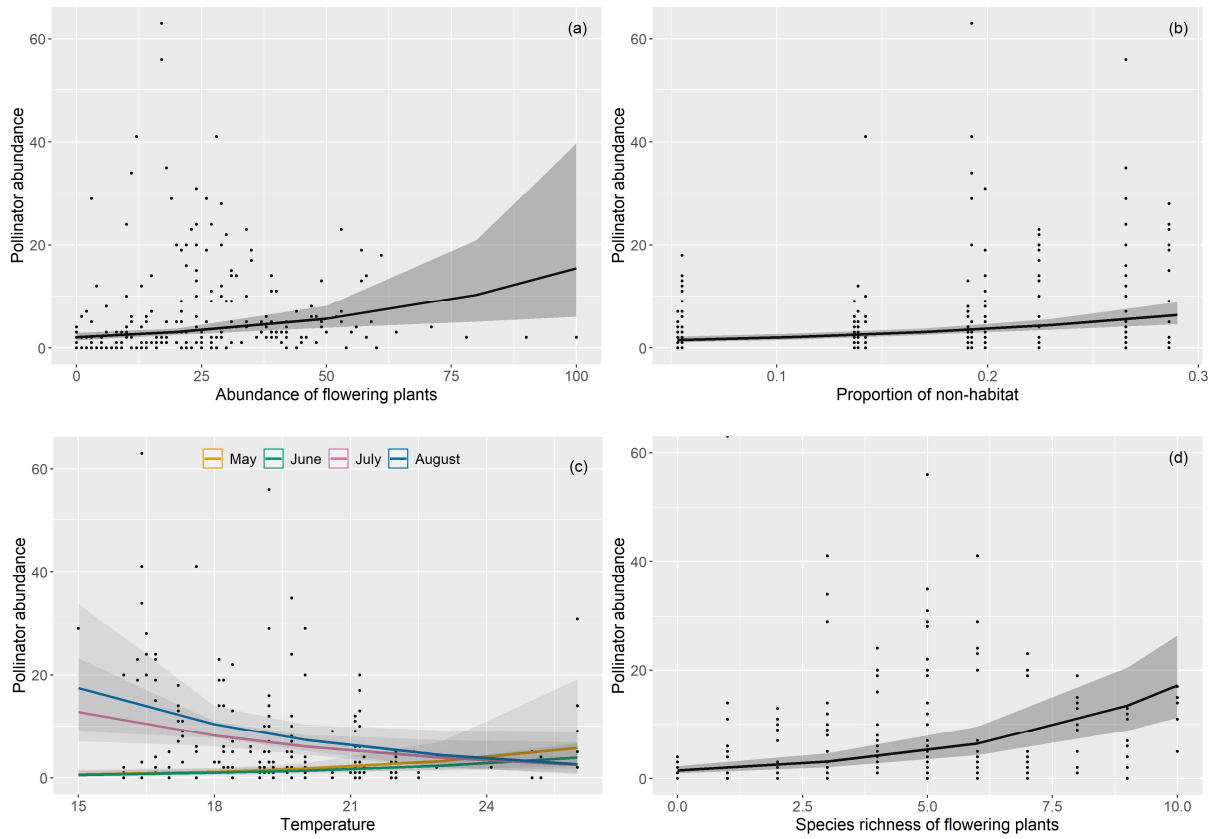 (a)
60
40
20
0
Pollinator abundance
0 25 50 75 100
Abundance of flowering plants
(b)
60
40
20
0
Pollinator abundance
0.1 0.2 0.3
Proportion of non-habitat
May June July August
(c)
60
40
20
0
Pollinator abundance
15 18 21 24
Temperature
(d)
60
40
20
0
Pollinator abundance
0.0 2.5 5.0 7.5 10.0
Species richness of flowering plants